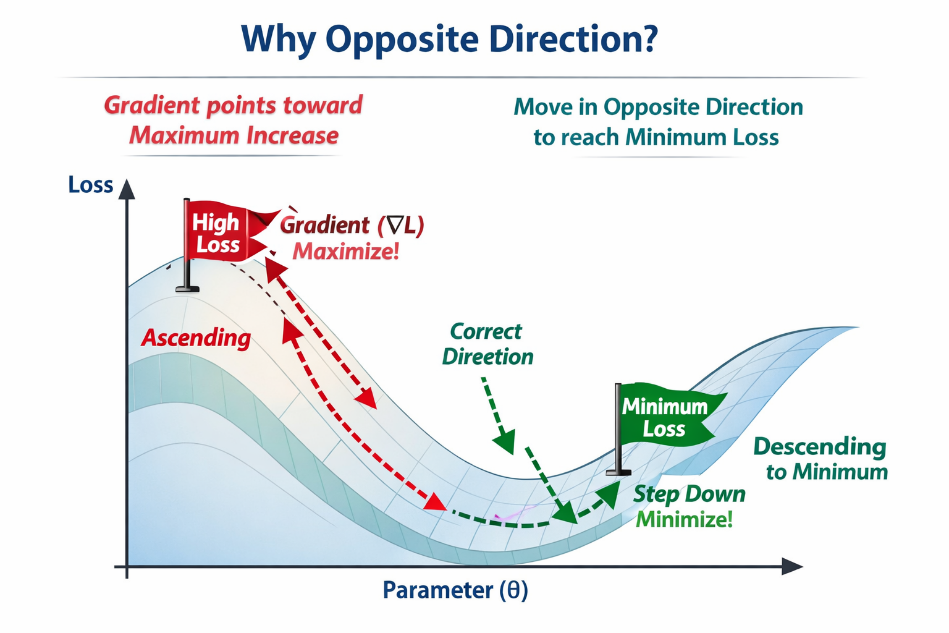 Why Opposite Direction?
Gradient points toward
Maximum Increase
Move in Opposite Direction
to reach Minimum Loss
Loss
High
Loss
Gradient (∇L)
Maximize!
Ascending
Correct
Direetion
Minimum
Loss
Descending
to Minimum
Step Down
Minimize!
Parameter (θ)